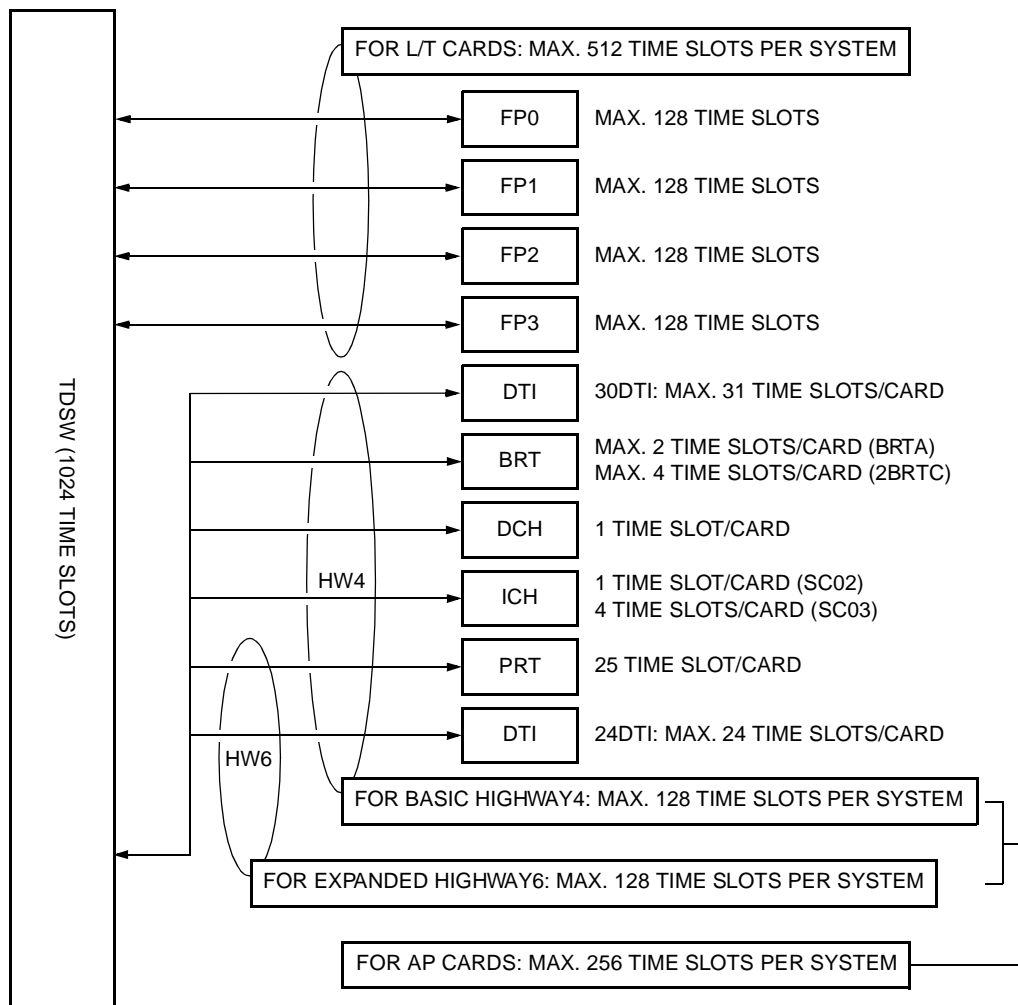 FOR L/T CARDS: MAX. 512 TIME SLOTS PER SYSTEM
FP0 MAX. 128 TIME SLOTS
FP1 MAX. 128 TIME SLOTS
FP2 MAX. 128 TIME SLOTS
FP3 MAX. 128 TIME SLOTS
TDSW (1024 TIME SLOTS)
DTI 30DTI: MAX. 31 TIME SLOTS/CARD
BRT MAX. 2 TIME SLOTS/CARD (BRTA)
MAX. 4 TIME SLOTS/CARD (2BRTC)
DCH 1 TIME SLOT/CARD
HW4
ICH 1 TIME SLOT/CARD (SC02)
4 TIME SLOTS/CARD (SC03)
PRT 25 TIME SLOT/CARD
DTI 24DTI: MAX. 24 TIME SLOTS/CARD
HW6
FOR BASIC HIGHWAY4: MAX. 128 TIME SLOTS PER SYSTEM
FOR EXPANDED HIGHWAY6: MAX. 128 TIME SLOTS PER SYSTEM
FOR AP CARDS: MAX. 256 TIME SLOTS PER SYSTEM